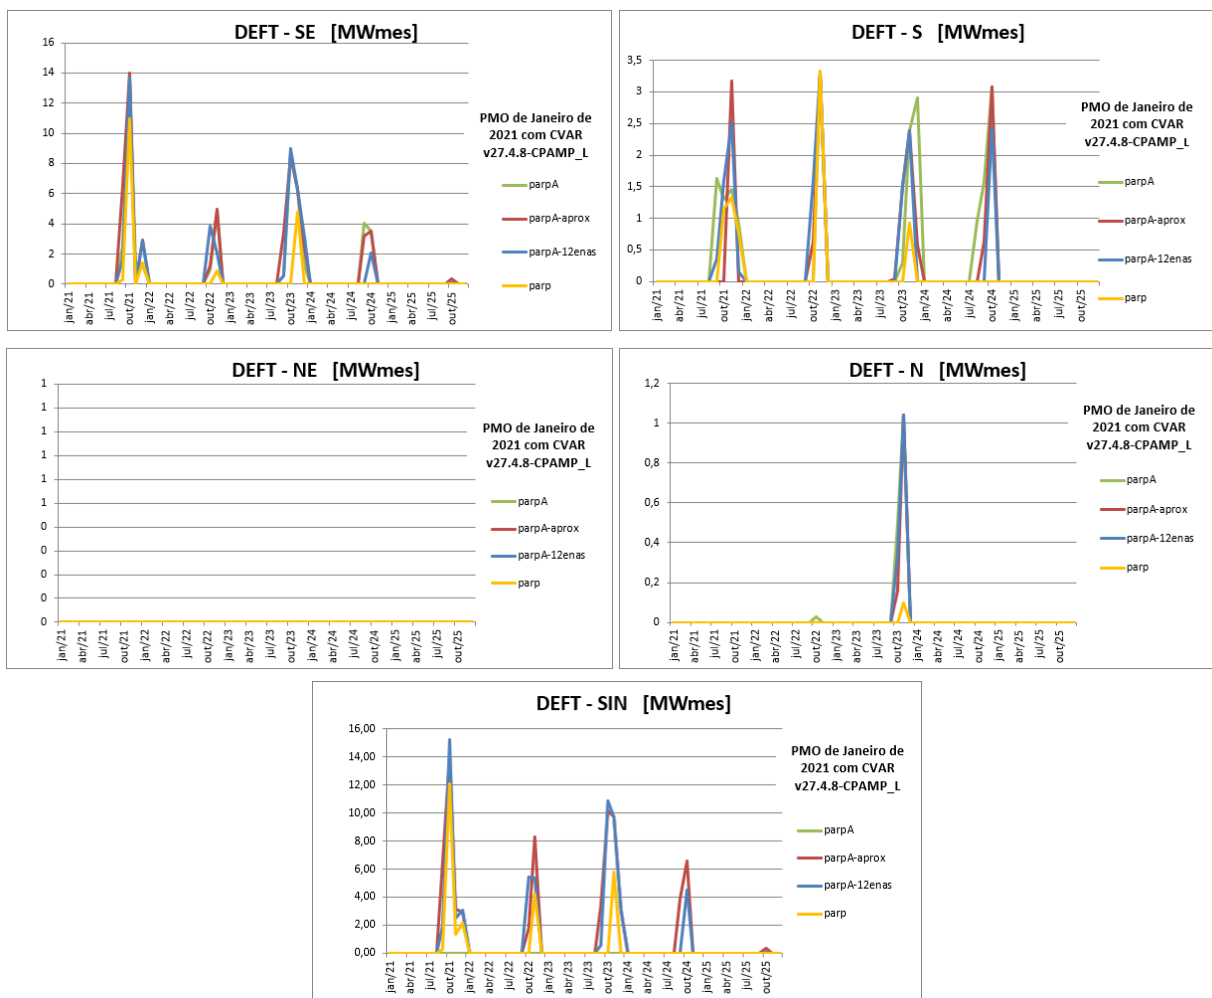 DEFT - SE [MWmes]
16
14
12
10
8
6
4
2
0
jan/21
abr/21
jul/21
out/21
jan/22
abr/22
jul/22
out/22
jan/23
abr/23
jul/23
out/23
jan/24
abr/24
jul/24
out/24
jan/25
abr/25
jul/25
out/25
PMO de Janeiro de
2021 com CVAR
v27.4.8-CPAMP_L
parpA
parpA-aprox
parpA-12enas
parp
DEFT - S [MWmes]
3,5
3
2,5
2
1,5
1
0,5
0
jan/21
abr/21
jul/21
out/21
jan/22
abr/22
jul/22
out/22
jan/23
abr/23
jul/23
out/23
jan/24
abr/24
jul/24
out/24
jan/25
abr/25
jul/25
out/25
PMO de Janeiro de
2021 com CVAR
v27.4.8-CPAMP_L
parpA
parpA-aprox
parpA-12enas
parp
DEFT - NE [MWmes]
1
1
1
1
1
1
0
0
0
0
0
jan/21
abr/21
jul/21
out/21
jan/22
abr/22
jul/22
out/22
jan/23
abr/23
jul/23
out/23
jan/24
abr/24
jul/24
out/24
jan/25
abr/25
jul/25
out/25
PMO de Janeiro de
2021 com CVAR
v27.4.8-CPAMP_L
parpA
parpA-aprox
parpA-12enas
parp
DEFT - N [MWmes]
1,2
1
0,8
0,6
0,4
0,2
0
jan/21
abr/21
jul/21
out/21
jan/22
abr/22
jul/22
out/22
jan/23
abr/23
jul/23
out/23
jan/24
abr/24
jul/24
out/24
jan/25
abr/25
jul/25
out/25
PMO de Janeiro de
2021 com CVAR
v27.4.8-CPAMP_L
parpA
parpA-aprox
parpA-12enas
parp
DEFT - SIN [MWmes]
16,00
14,00
12,00
10,00
8,00
6,00
4,00
2,00
0,00
jan/21
abr/21
jul/21
out/21
jan/22
abr/22
jul/22
out/22
jan/23
abr/23
jul/23
out/23
jan/24
abr/24
jul/24
out/24
jan/25
abr/25
jul/25
out/25
PMO de Janeiro de
2021 com CVAR
v27.4.8-CPAMP_L
parpA
parpA-aprox
parpA-12enas
parp